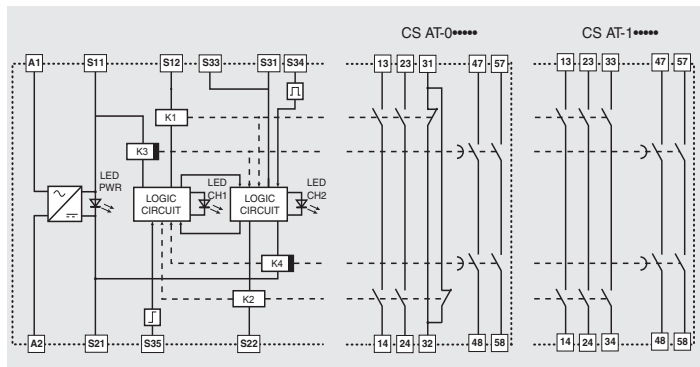 CS AT-0•••••
CS AT-1•••••
A1 S11 S12 S33 S31 S34
13 23 31 47 57
13 23 33 47 57
K1
K3
LED
PWR
LOGIC
CIRCUIT
LED
CH1
LOGIC
CIRCUIT
LED
CH2
K4
K2
A2 S21 S35 S22
14 24 32 48 58
14 24 34 48 58